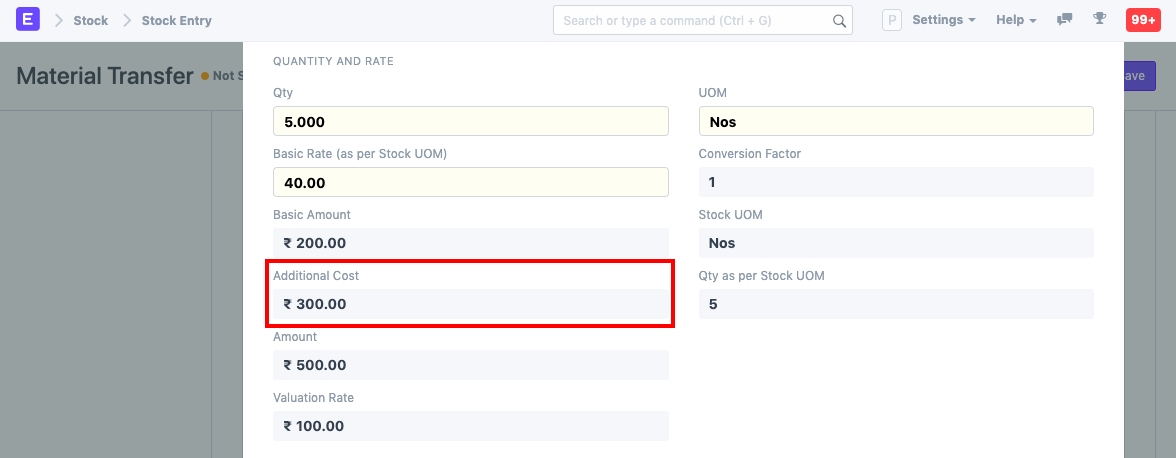 E Stock Stock Entry Search or type a command (Ctrl + G) P Settings Help 99+
Material Transfer Not S ave
QUANTITY AND RATE
Qty UOM
5.000 Nos
Basic Rate (as per Stock UOM) Conversion Factor
40.00 1
Basic Amount Stock UOM
₹ 200.00 Nos
Additional Cost Qty as per Stock UOM
₹ 300.00 5
Amount
₹ 500.00
Valuation Rate
₹ 100.00